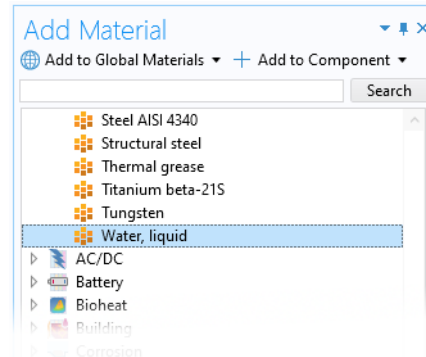 Add Material
Add to Global Materials Add to Component
Search
Steel AISI 4340
Structural steel
Thermal grease
Titanium beta-21S
Tungsten
Water, liquid
AC/DC
Battery
Bioheat
Building
Corrosion